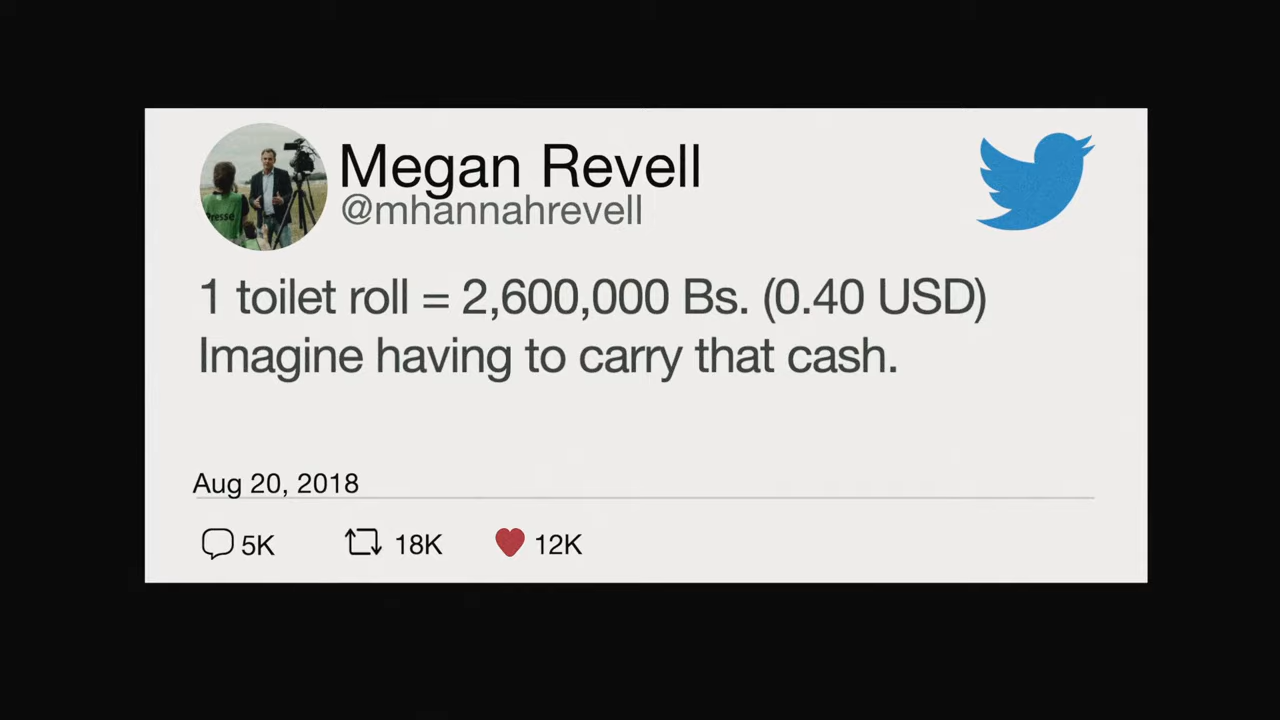 Megan Revell
@mhannahrevell
Presse
1 toilet roll = 2,600,000 Bs. (0.40 USD)
Imagine having to carry that cash.
Aug 20, 2018
5K 18K 12K